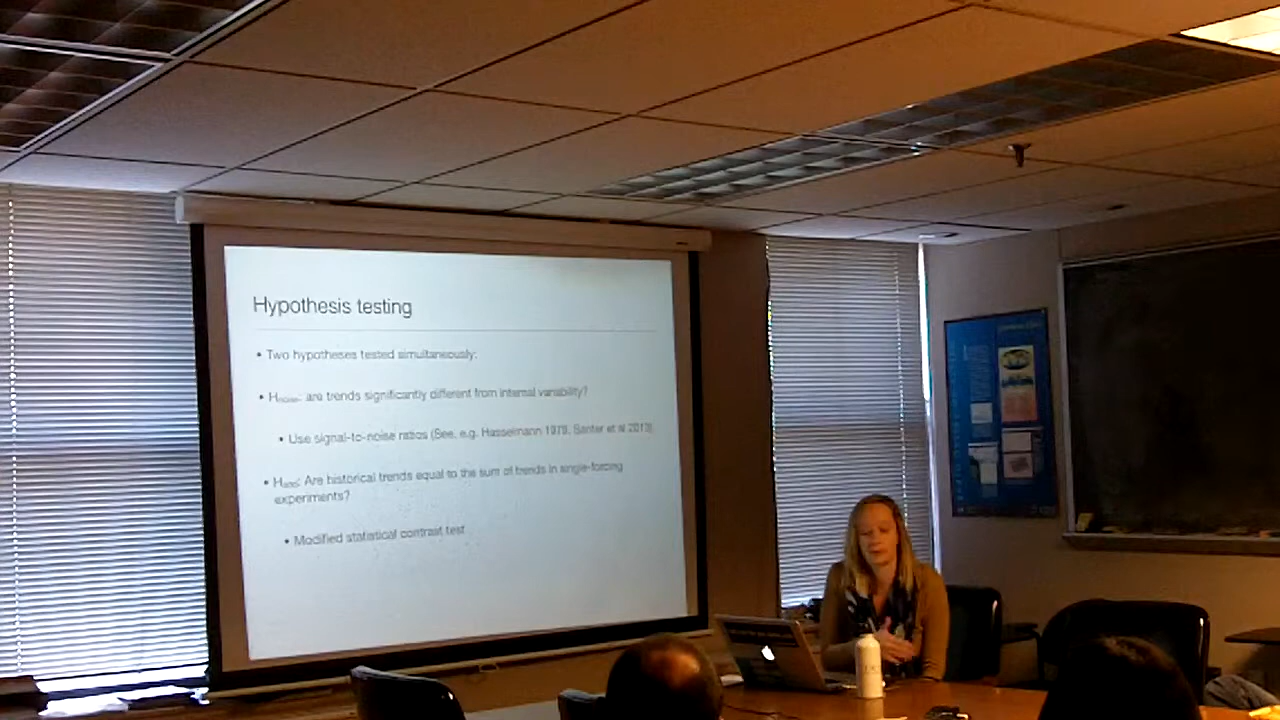 Hypothesis testing
• Two hypotheses tested simultaneously:
• Hnoise: are trends significantly different from internal variability?
• Use signal-to-noise ratios (See, e.g. Hasselmann 1979, Santer et al 2013)
• Hadd: Are historical trends equal to the sum of trends in single-forcing
experiments?
• Modified statistical contrast test